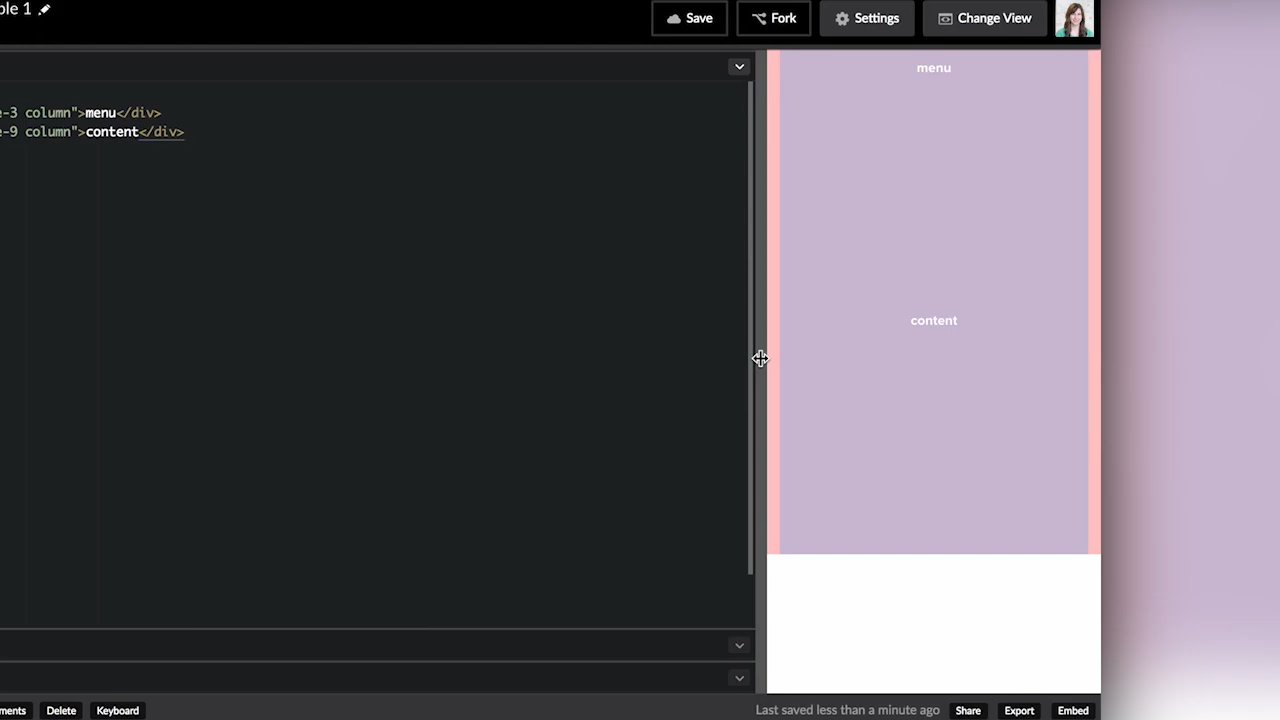 ple 1
Save
Fork
Settings
Change View
menu
e-3 column">menu</div>
e-9 column">content</div>
content
ments
Delete
Keyboard
Last saved less than a minute ago
Share
Export
Embed